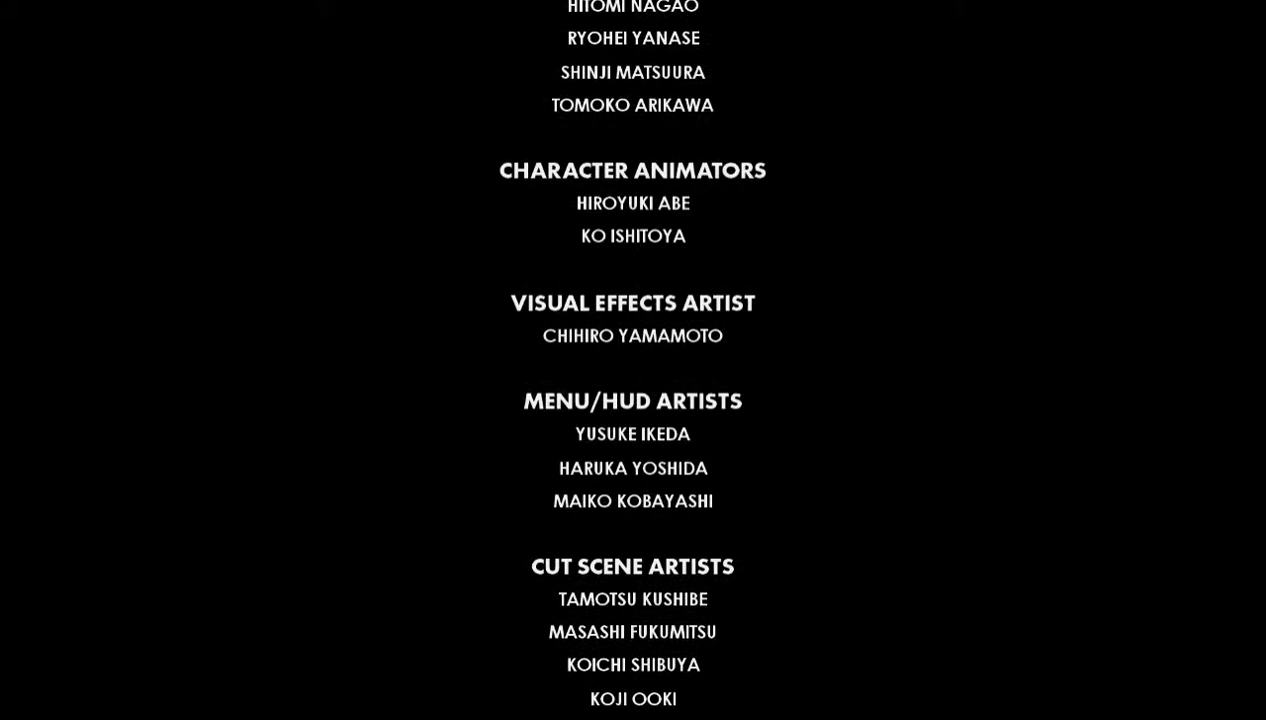 HITOMI NAGAO
RYOHEI YANASE
SHINJI MATSUURA
TOMOKO ARIKAWA
CHARACTER ANIMATORS
HIROYUKI ABE
KO ISHITOYA
VISUAL EFFECTS ARTIST
CHIHIRO YAMAMOTO
MENU/HUD ARTISTS
YUSUKE IKEDA
HARUKA YOSHIDA
MAIKO KOBAYASHI
CUT SCENE ARTISTS
TAMOTSU KUSHIBE
MASASHI FUKUMITSU
KOICHI SHIBUYA
KOJI OOKI